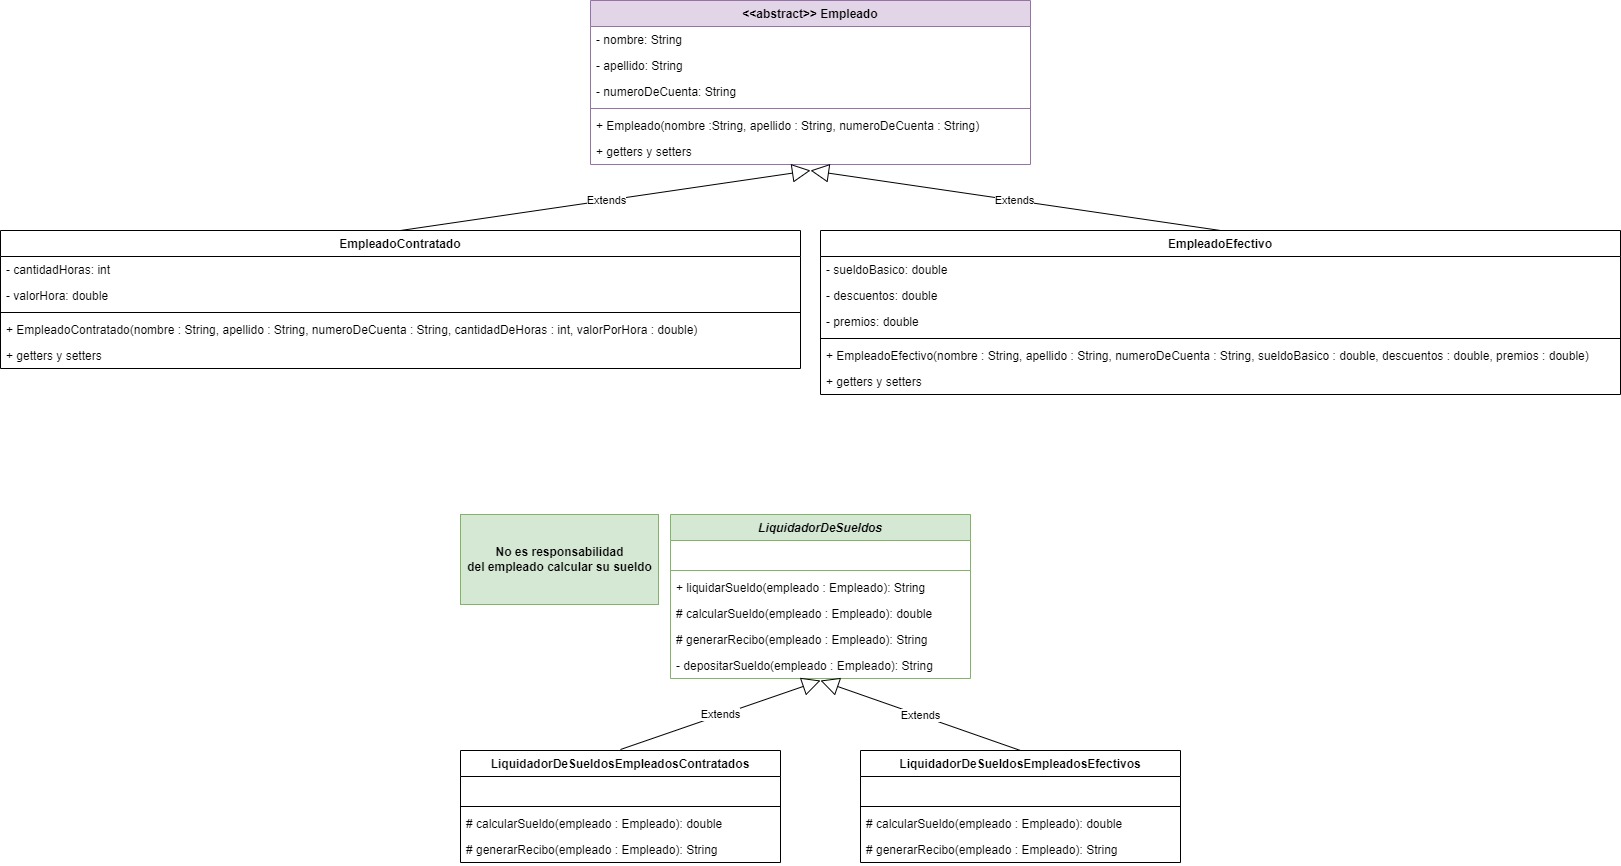 <<abstract>> Empleado
- nombre: String
- apellido: String
- numeroDeCuenta: String
+ Empleado(nombre :String, apellido : String, numeroDeCuenta : String)
+ getters y setters
Extends
Extends
EmpleadoContratado
- cantidadHoras: int
- valorHora: double
+ EmpleadoContratado(nombre : String, apellido : String, numeroDeCuenta : String, cantidadDeHoras : int, valorPorHora : double)
+ getters y setters
EmpleadoEfectivo
- sueldoBasico: double
- descuentos: double
- premios: double
+ EmpleadoEfectivo(nombre : String, apellido : String, numeroDeCuenta : String, sueldoBasico : double, descuentos : double, premios : double)
+ getters y setters
No es responsabilidad
del empleado calcular su sueldo
LiquidadorDeSueldos
+ liquidarSueldo(empleado : Empleado): String
# calcularSueldo(empleado : Empleado): double
# generarRecibo(empleado : Empleado): String
- depositarSueldo(empleado : Empleado): String
Extends
Extends
LiquidadorDeSueldosEmpleadosContratados
# calcularSueldo(empleado : Empleado): double
# generarRecibo(empleado : Empleado): String
LiquidadorDeSueldosEmpleadosEfectivos
# calcularSueldo(empleado : Empleado): double
# generarRecibo(empleado : Empleado): String